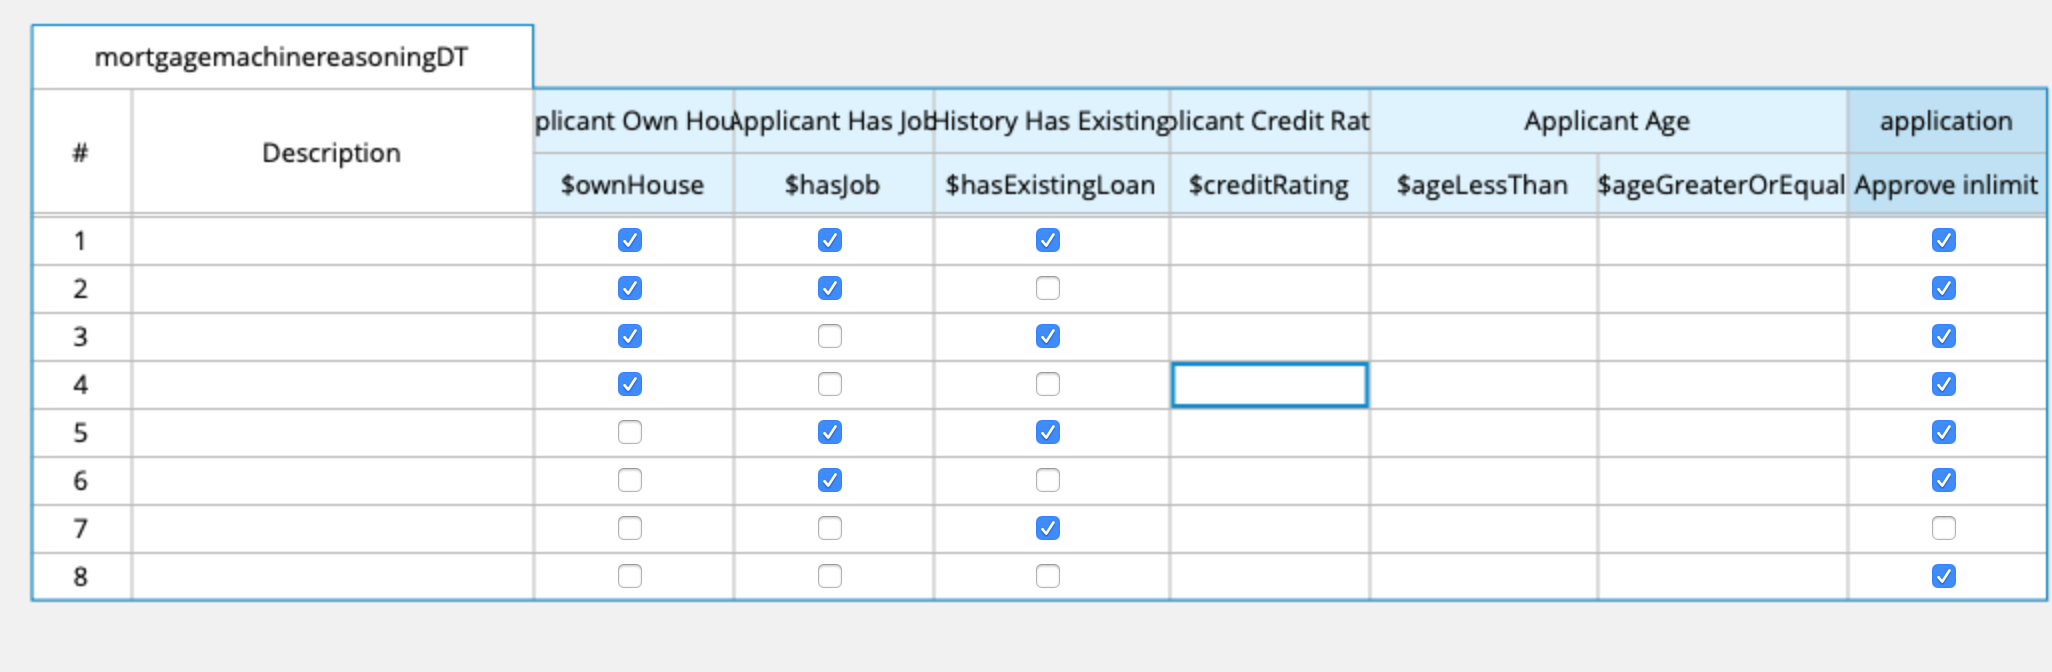 mortgagemachinereasoningDT
# Description plicant Own Hou Applicant Has Job History Has Existing plicant Credit Rat Applicant Age application
$ownHouse $hasJob $hasExistingLoan $creditRating $ageLessThan $ageGreaterOrEqual Approve inlimit
1
2
3
4
5
6
7
8